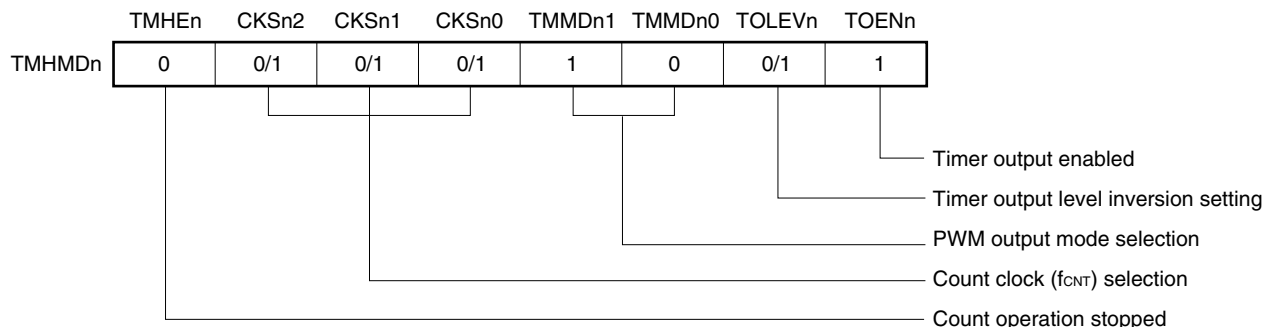 TMHEn CKSn2 CKSn1 CKSn0 TMMDn1 TMMDn0 TOLEVn TOENn
TMHMDn 0 0/1 0/1 0/1 1 0 0/1 1
Timer output enabled
Timer output level inversion setting
PWM output mode selection
Count clock (fCNT) selection
Count operation stopped